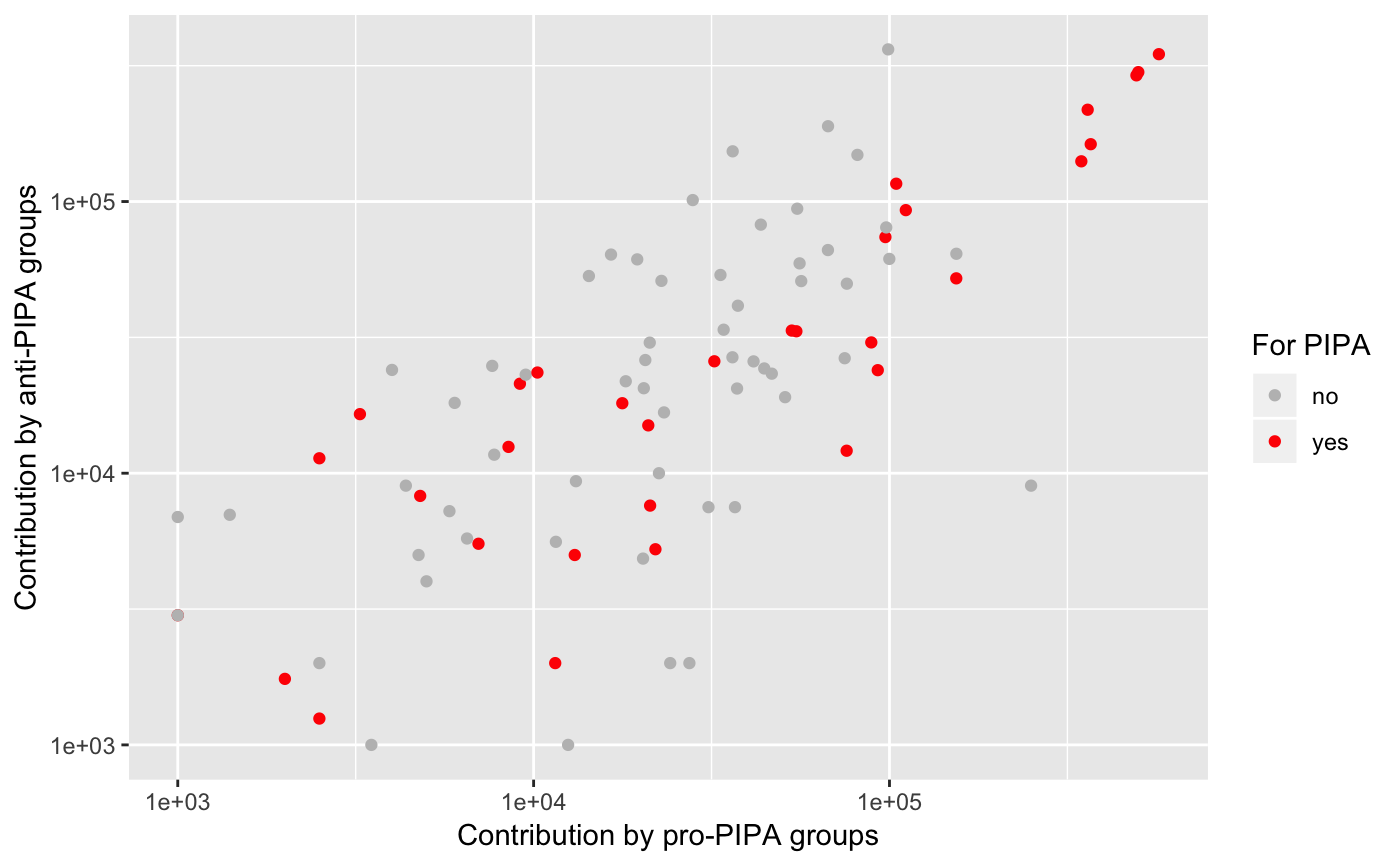 Contribution by anti-PIPA groups
1e+05
1e+04
1e+03
1e+03
1e+04
1e+05
Contribution by pro-PIPA groups
For PIPA
no
yes